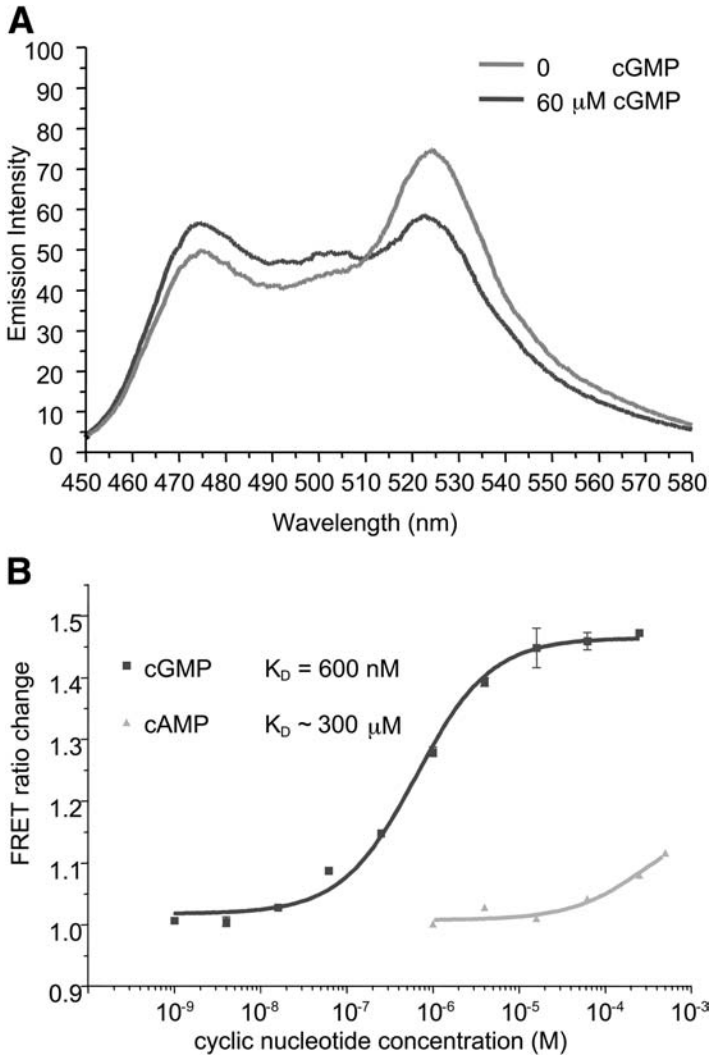 A
100
90
80
70
60
50
40
30
20
10
0
Emission Intensity
0 cGMP
60 μM cGMP
450 460 470 480 490 500 510 520 530 540 550 560 570 580
Wavelength (nm)
B
1.5
1.4
1.3
1.2
1.1
1.0
0.9
FRET ratio change
cGMP K_D = 600 nM
cAMP K_D ~ 300 μM
10⁻⁹ 10⁻⁸ 10⁻⁷ 10⁻⁶ 10⁻⁵ 10⁻⁴ 10⁻³
cyclic nucleotide concentration (M)